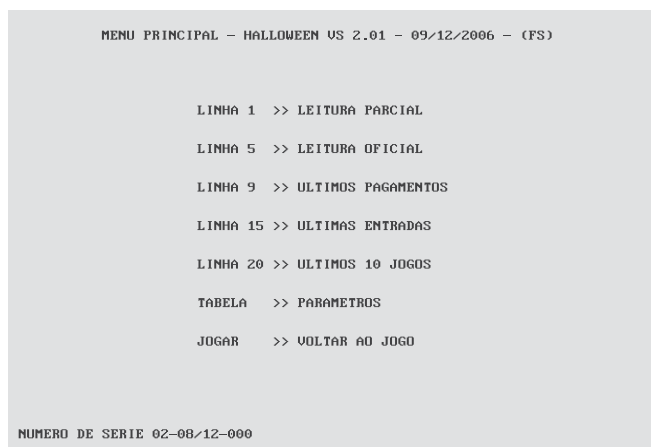 MENU PRINCIPAL - HALLOWEEN VS 2.01 - 09/12/2006 - (FS)
LINHA 1 >> LEITURA PARCIAL
LINHA 5 >> LEITURA OFICIAL
LINHA 9 >> ULTIMOS PAGAMENTOS
LINHA 15 >> ULTIMAS ENTRADAS
LINHA 20 >> ULTIMOS 10 JOGOS
TABELA >> PARAMETROS
JOGAR >> VOLTAR AO JOGO
NUMERO DE SERIE 02-08/12-000